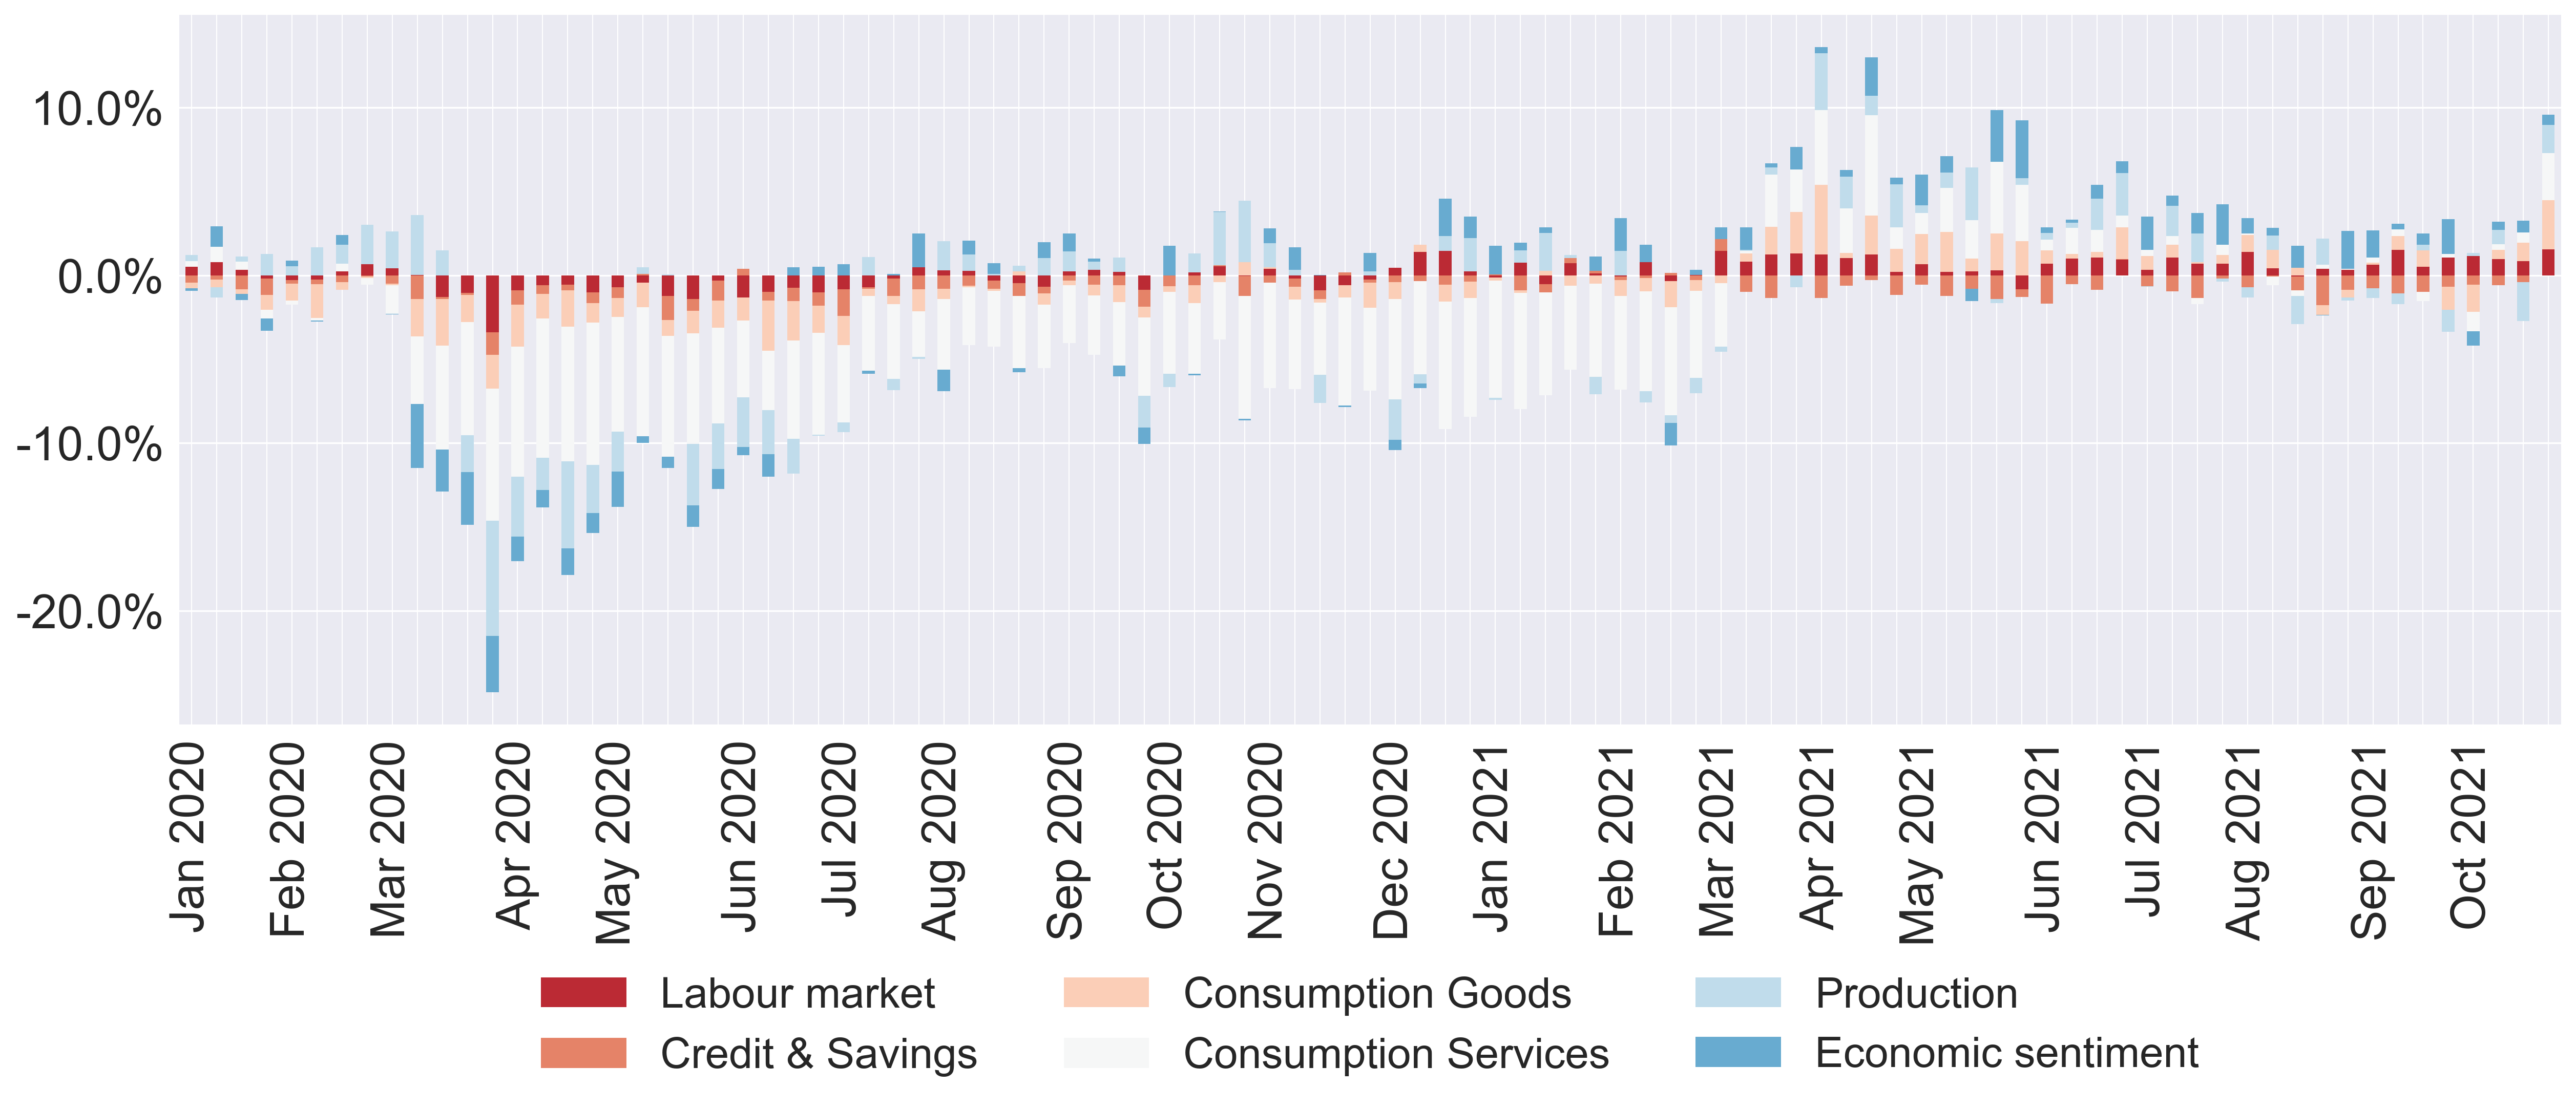 10.0%
0.0%
-10.0%
-20.0%
Jan 2020
Feb 2020
Mar 2020
Apr 2020
May 2020
Jun 2020
Jul 2020
Aug 2020
Sep 2020
Oct 2020
Nov 2020
Dec 2020
Jan 2021
Feb 2021
Mar 2021
Apr 2021
May 2021
Jun 2021
Jul 2021
Aug 2021
Sep 2021
Oct 2021
Labour market
Consumption Goods
Production
Credit & Savings
Consumption Services
Economic sentiment